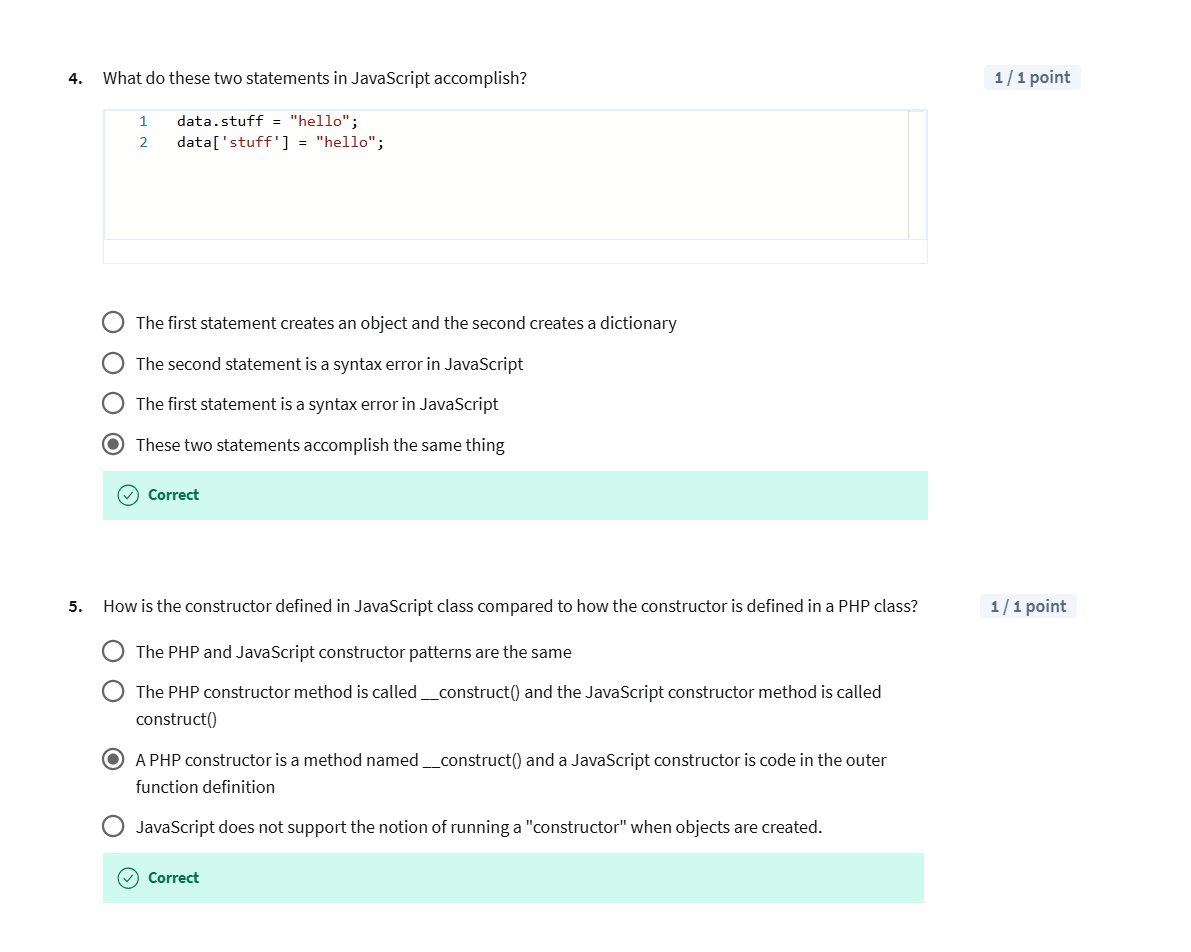 4. What do these two statements in JavaScript accomplish? 1 / 1 point
1 data.stuff = "hello";
2 data['stuff'] = "hello";
The first statement creates an object and the second creates a dictionary
The second statement is a syntax error in JavaScript
The first statement is a syntax error in JavaScript
These two statements accomplish the same thing
Correct
5. How is the constructor defined in JavaScript class compared to how the constructor is defined in a PHP class? 1 / 1 point
The PHP and JavaScript constructor patterns are the same
The PHP constructor method is called __construct() and the JavaScript constructor method is called
construct()
A PHP constructor is a method named __construct() and a JavaScript constructor is code in the outer
function definition
JavaScript does not support the notion of running a "constructor" when objects are created.
Correct